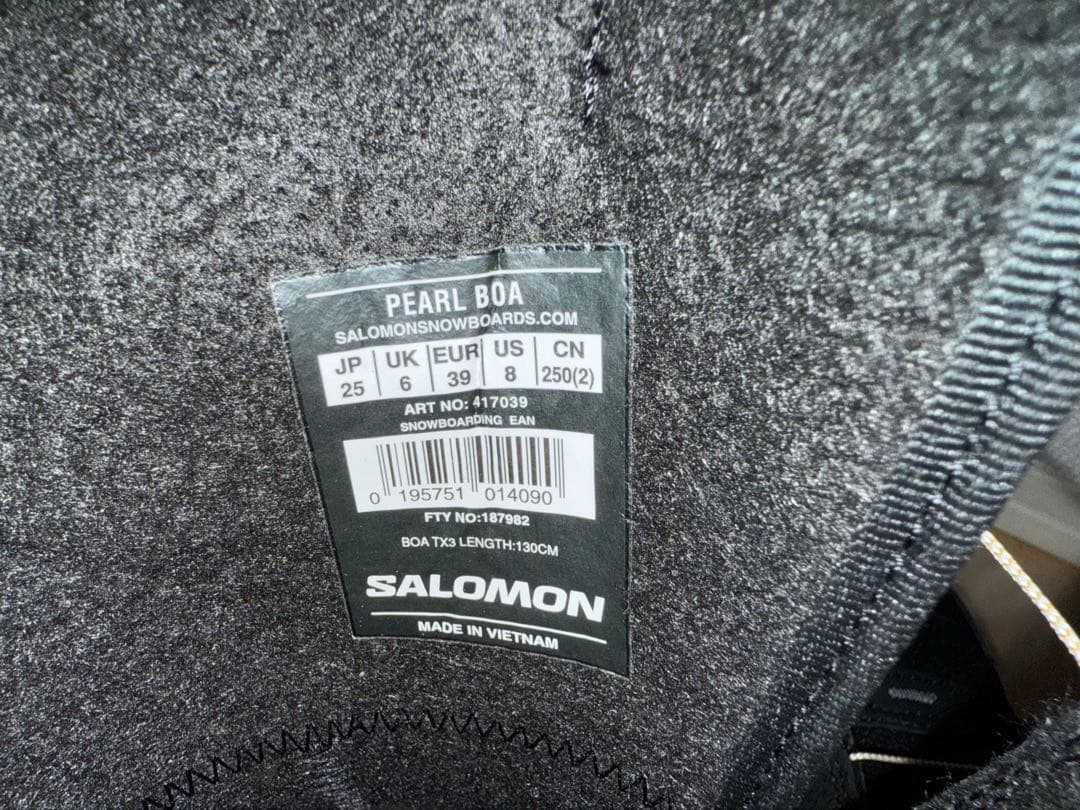 PEARL BOA
SALOMONSNOWBOARDS.COM
JP UK EUR US CN
25 6 39 8 250(2)
ART NO: 417039
SNOWBOARDING EAN
0 195751 014090
FTY NO:187982
BOA TX3 LENGTH:130CM
SALOMON
MADE IN VIETNAM